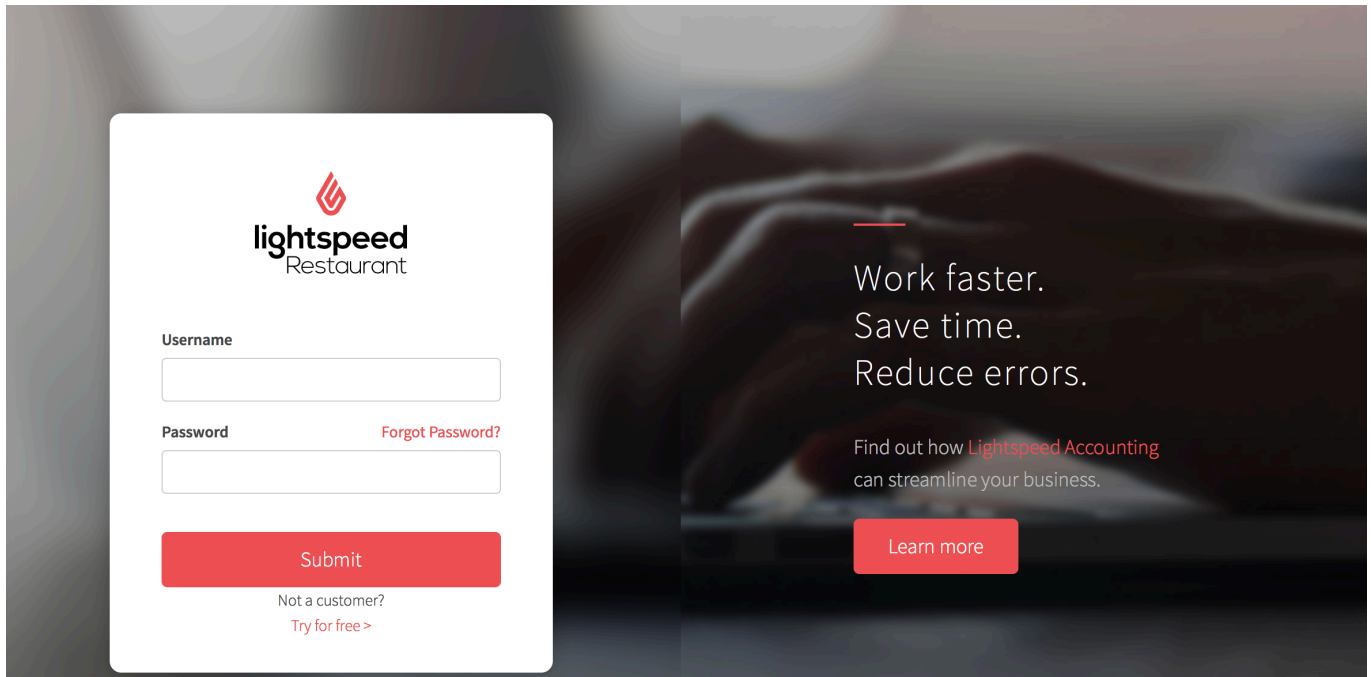 lightspeed
Restaurant
Username
Password
Forgot Password?
Submit
Not a customer?
Try for free >
Work faster.
Save time.
Reduce errors.
Find out how Lightspeed Accounting
can streamline your business.
Learn more